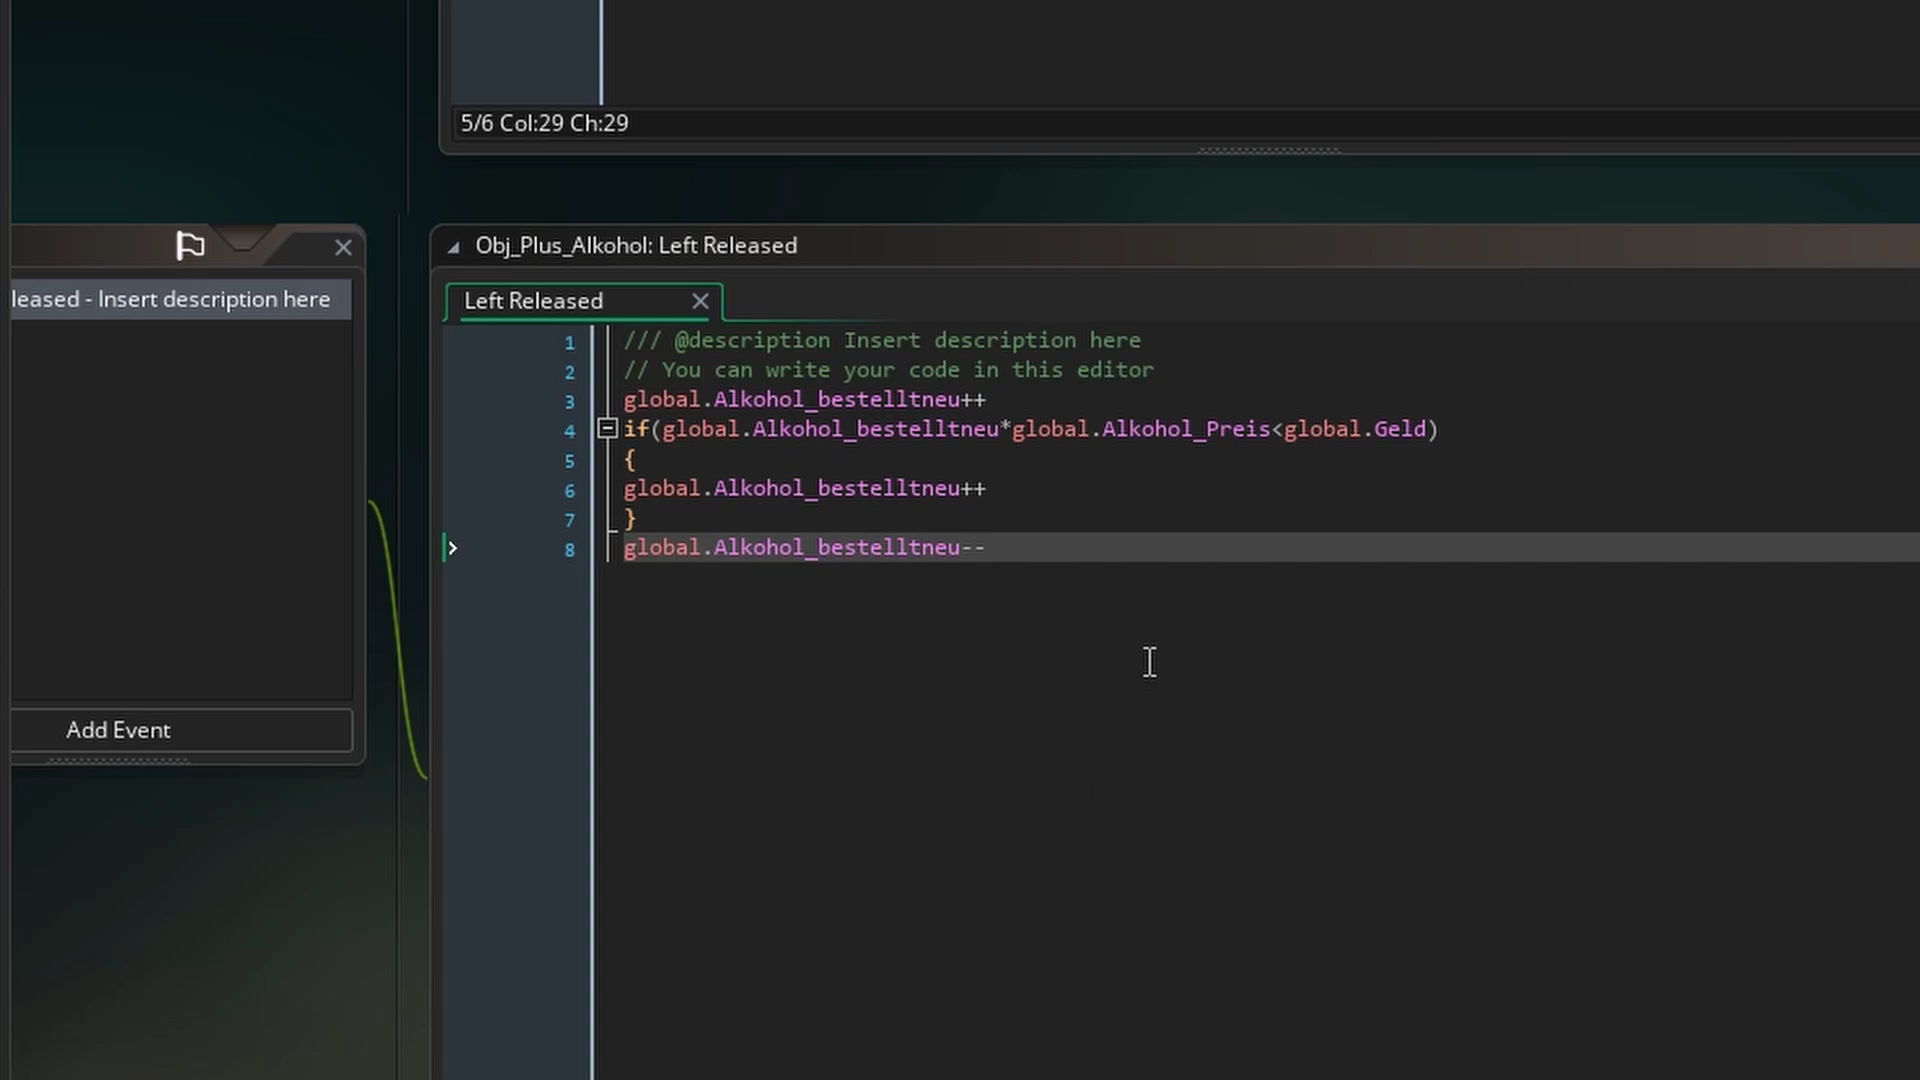 5/6 Col:29 Ch:29
Obj_Plus_Alkohol: Left Released
leased - Insert description here
Left Released
1 /// @description Insert description here
2 // You can write your code in this editor
3 global.Alkohol_bestelltneu++
4 if(global.Alkohol_bestelltneu*global.Alkohol_Preis<global.Geld)
5 {
6 global.Alkohol_bestelltneu++
7 }
8 global.Alkohol_bestelltneu--
Add Event